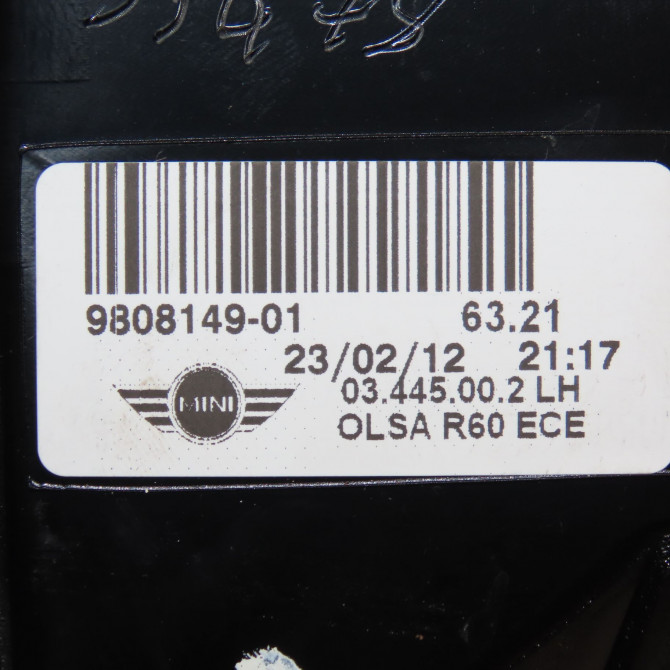 9808149-01 63.21
23/02/12 21:17
03.445.00.2 LH
MINI
OLSA R60 ECE